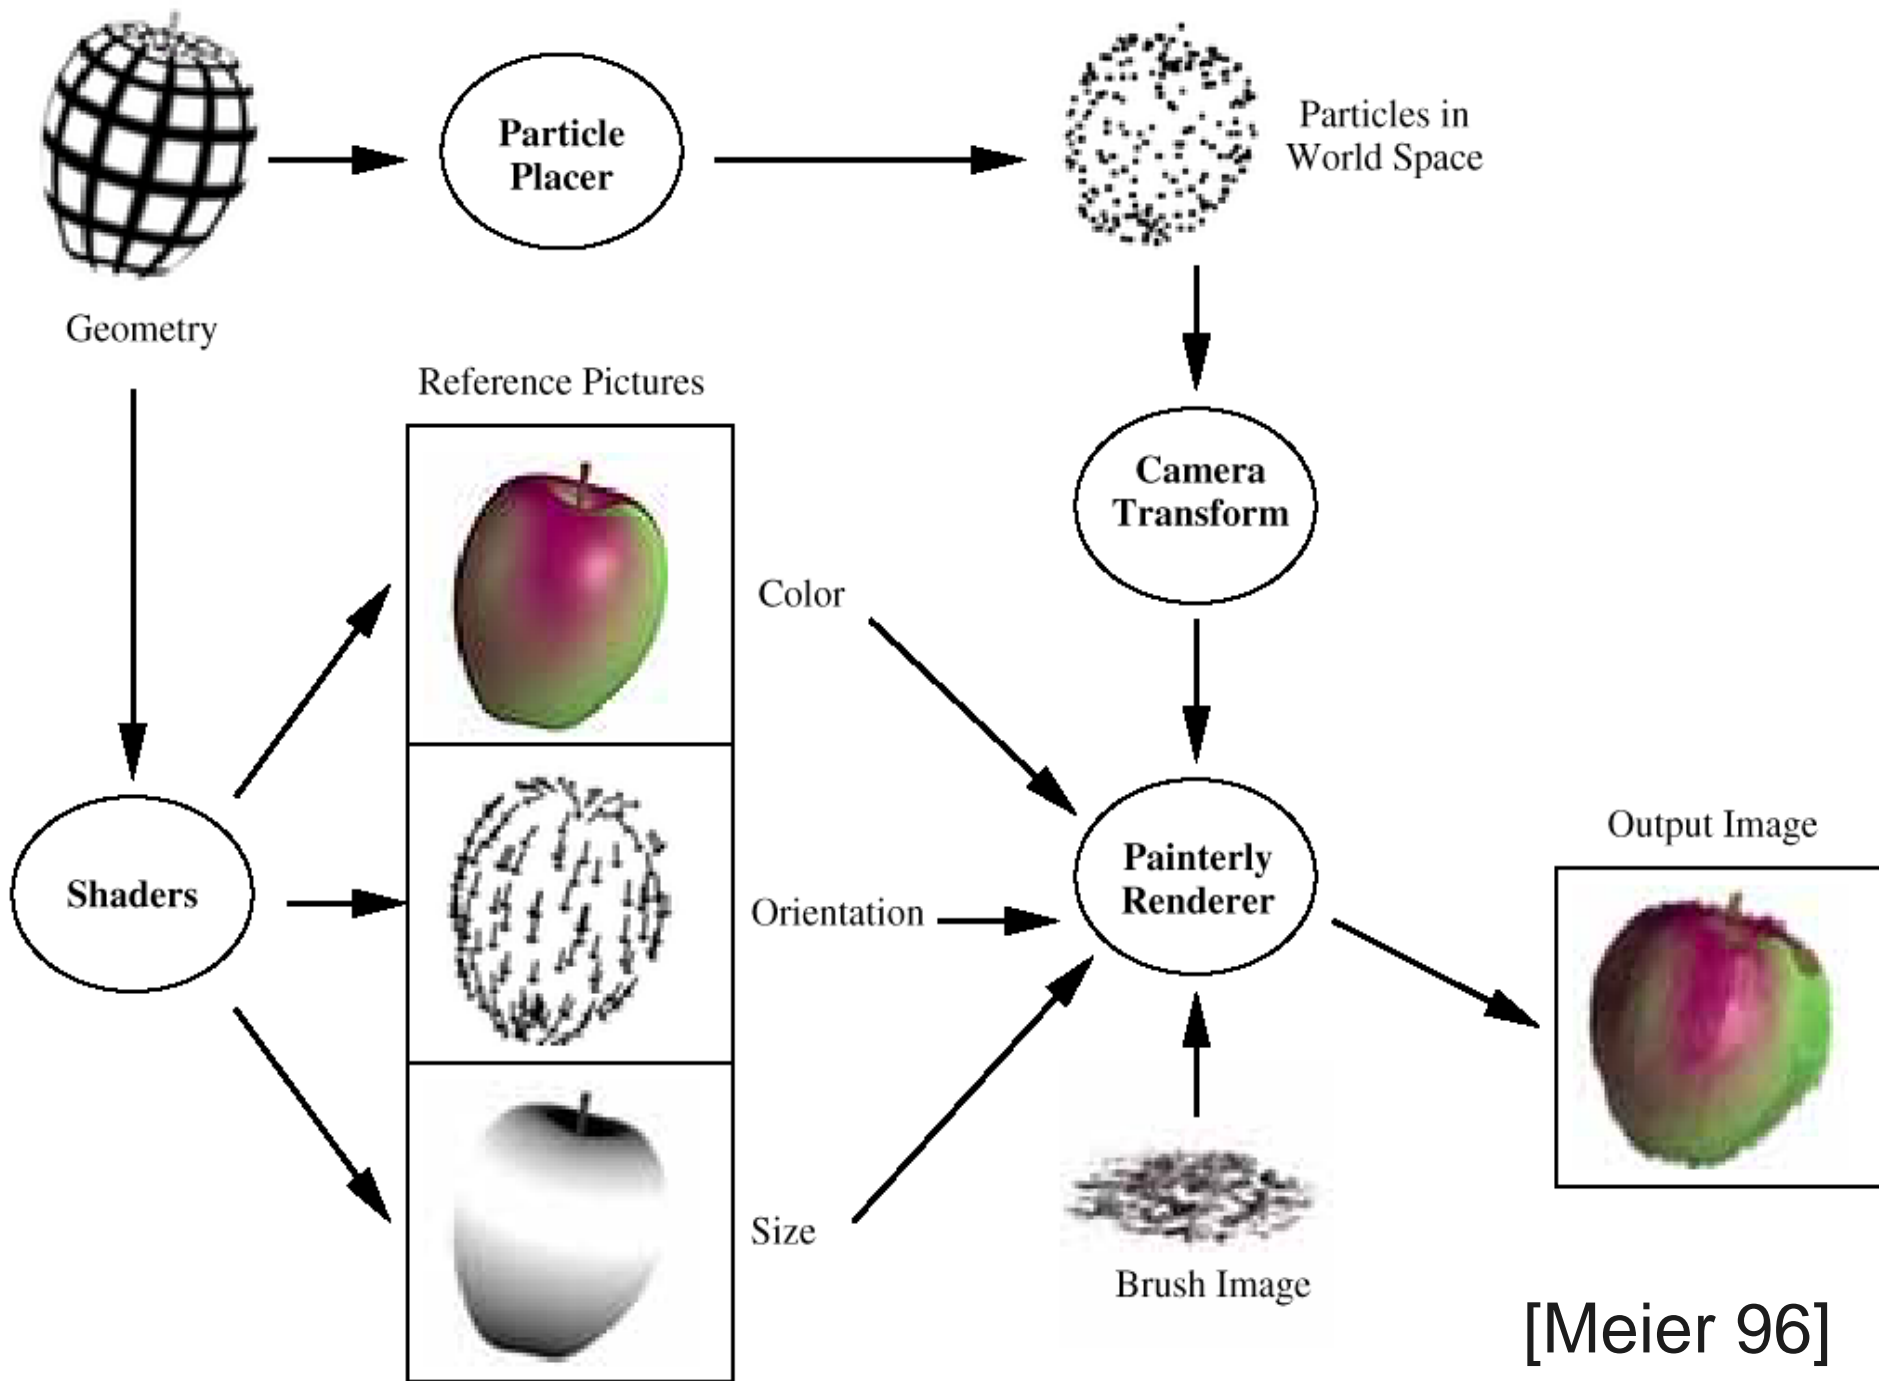 Particle
Placer
Particles in
World Space
Geometry
Reference Pictures
Camera
Transform
Color
Shaders
Orientation
Painterly
Renderer
Output Image
Size
Brush Image
[Meier 96]